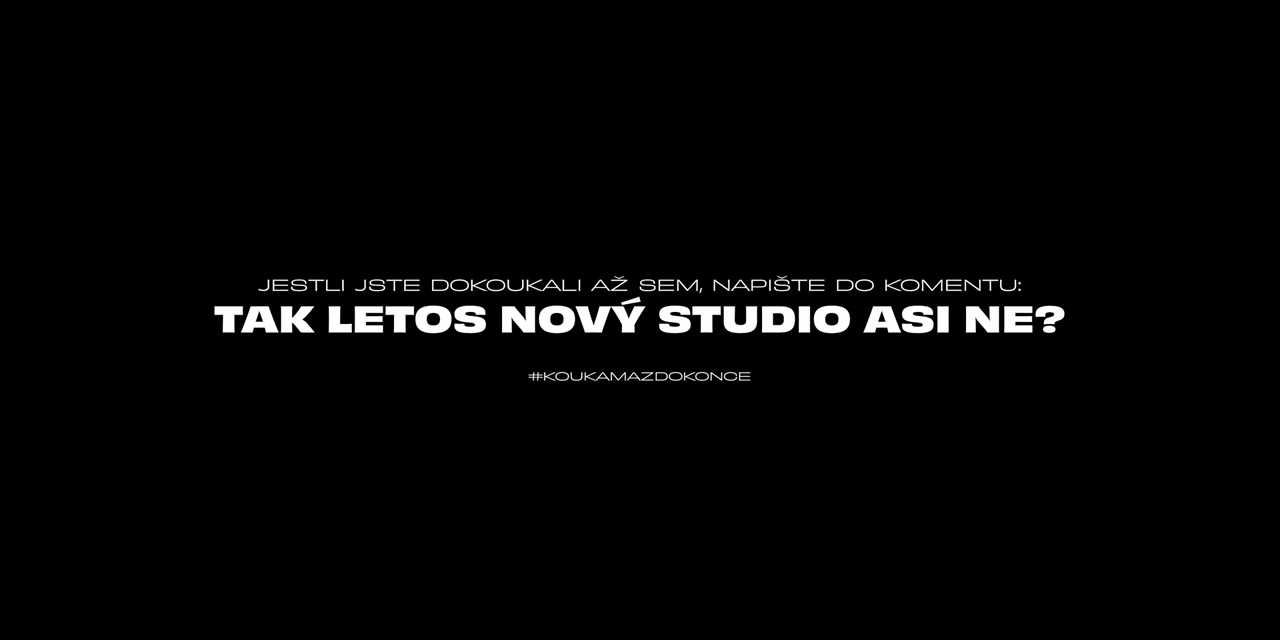 JESTLI JSTE DOKOUKALI AŽ SEM, NAPIŠTE DO KOMENTU:
TAK LETOS NOVÝ STUDIO ASI NE?
#KOUKAMAZDOKONCE